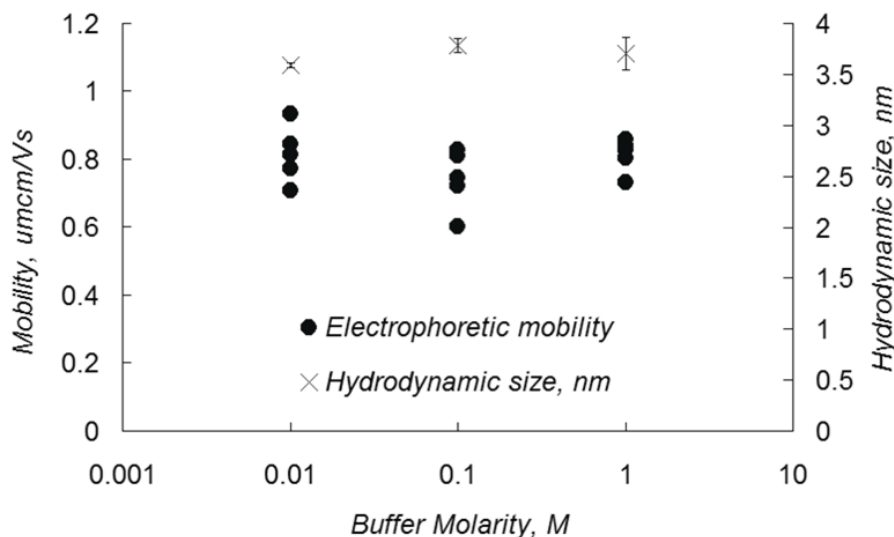 Mobility, umcm/Vs
1.2
1
0.8
0.6
0.4
0.2
0
Electrophoretic mobility
Hydrodynamic size, nm
4
3.5
3
2.5
2
1.5
1
0.5
0
Hydrodynamic size, nm
0.001 0.01 0.1 1 10
Buffer Molarity, M